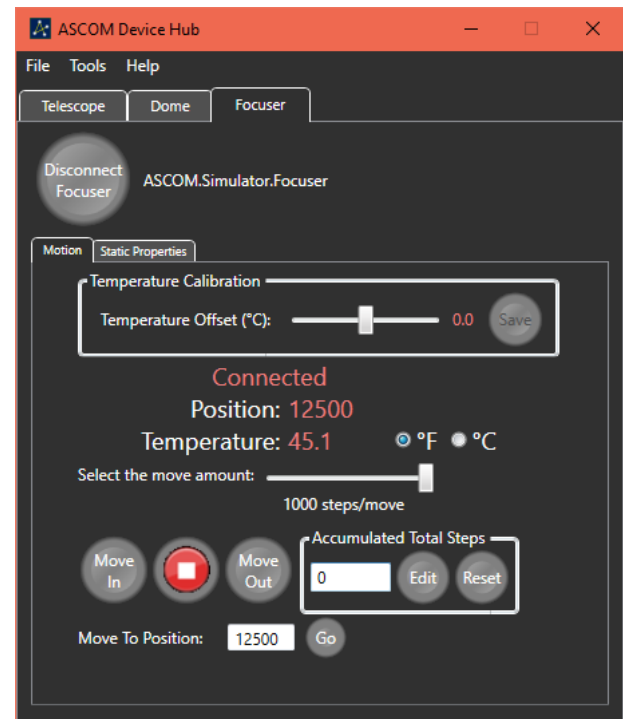 ASCOM Device Hub
File Tools Help
Telescope Dome Focuser
Disconnect
Focuser
ASCOM.Simulator.Focuser
Motion Static Properties
Temperature Calibration
Temperature Offset (°C): 0.0 Save
Connected
Position: 12500
Temperature: 45.1 °F °C
Select the move amount:
1000 steps/move
Accumulated Total Steps
Move
In
Move
Out
0 Edit Reset
Move To Position: 12500 Go